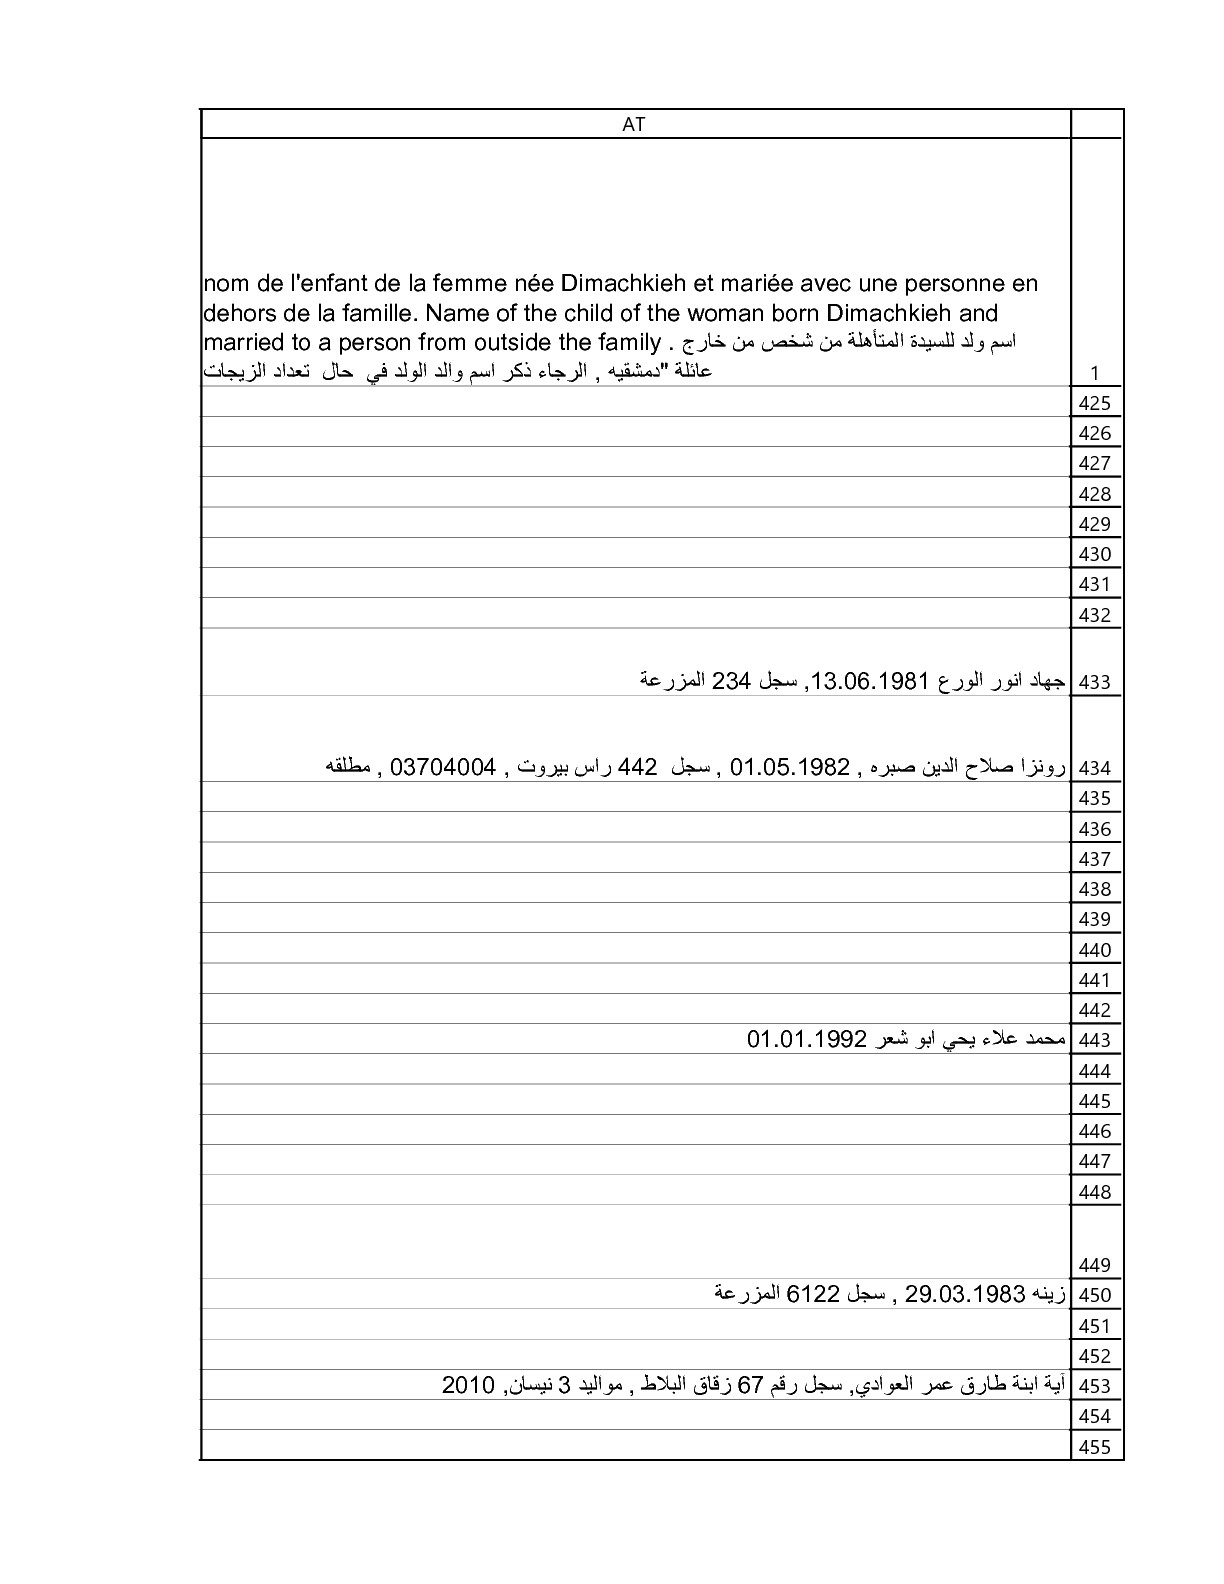 AT
nom de l'enfant de la femme née Dimachkieh et mariée avec une personne en
dehors de la famille. Name of the child of the woman born Dimachkieh and
married to a person from outside the family . اسم ولد للسيدة المتأهلة من شخص من خارج
عائلة "دمشقيه , الرجاء ذكر اسم والد الولد في حال تعداد الزيجات
1
425
426
427
428
429
430
431
432
433 جهاد انور الورع 13.06.1981, سجل 234 المزرعة
434 رونزا صلاح الدين صبره , 01.05.1982 , سجل 442 راس بيروت , 03704004 , مطلقه
435
436
437
438
439
440
441
442
443 محمد علاء يحي ابو شعر 01.01.1992
444
445
446
447
448
449
450 زينه 29.03.1983 , سجل 6122 المزرعة
451
452
453 آية ابنة طارق عمر العوادي, سجل رقم 67 زقاق البلاط , مواليد 3 نيسان, 2010
454
455